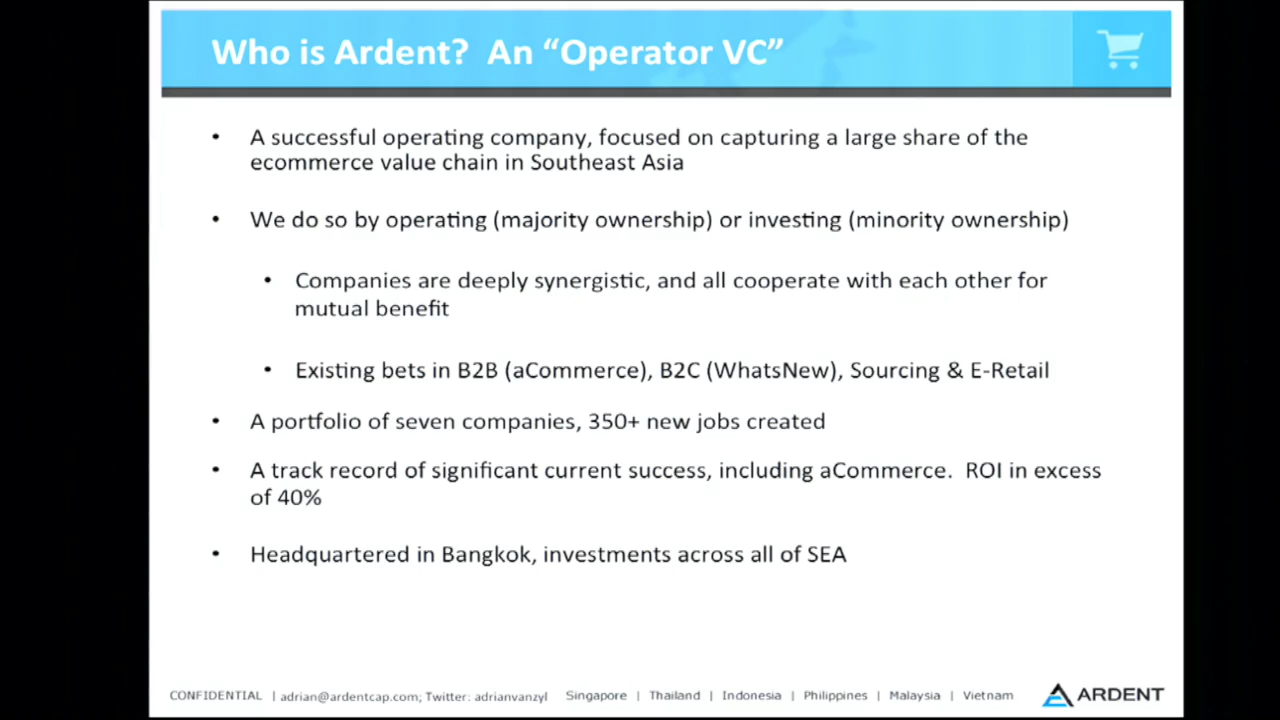 Who is Ardent?  An “Operator VC”
• A successful operating company, focused on capturing a large share of the
ecommerce value chain in Southeast Asia
• We do so by operating (majority ownership) or investing (minority ownership)
• Companies are deeply synergistic, and all cooperate with each other for
mutual benefit
• Existing bets in B2B (aCommerce), B2C (WhatsNew), Sourcing & E-Retail
• A portfolio of seven companies, 350+ new jobs created
• A track record of significant current success, including aCommerce.  ROI in excess
of 40%
• Headquartered in Bangkok, investments across all of SEA
CONFIDENTIAL | adrian@ardentcap.com; Twitter: adrianvanzyl Singapore | Thailand | Indonesia | Philippines | Malaysia | Vietnam ARDENT